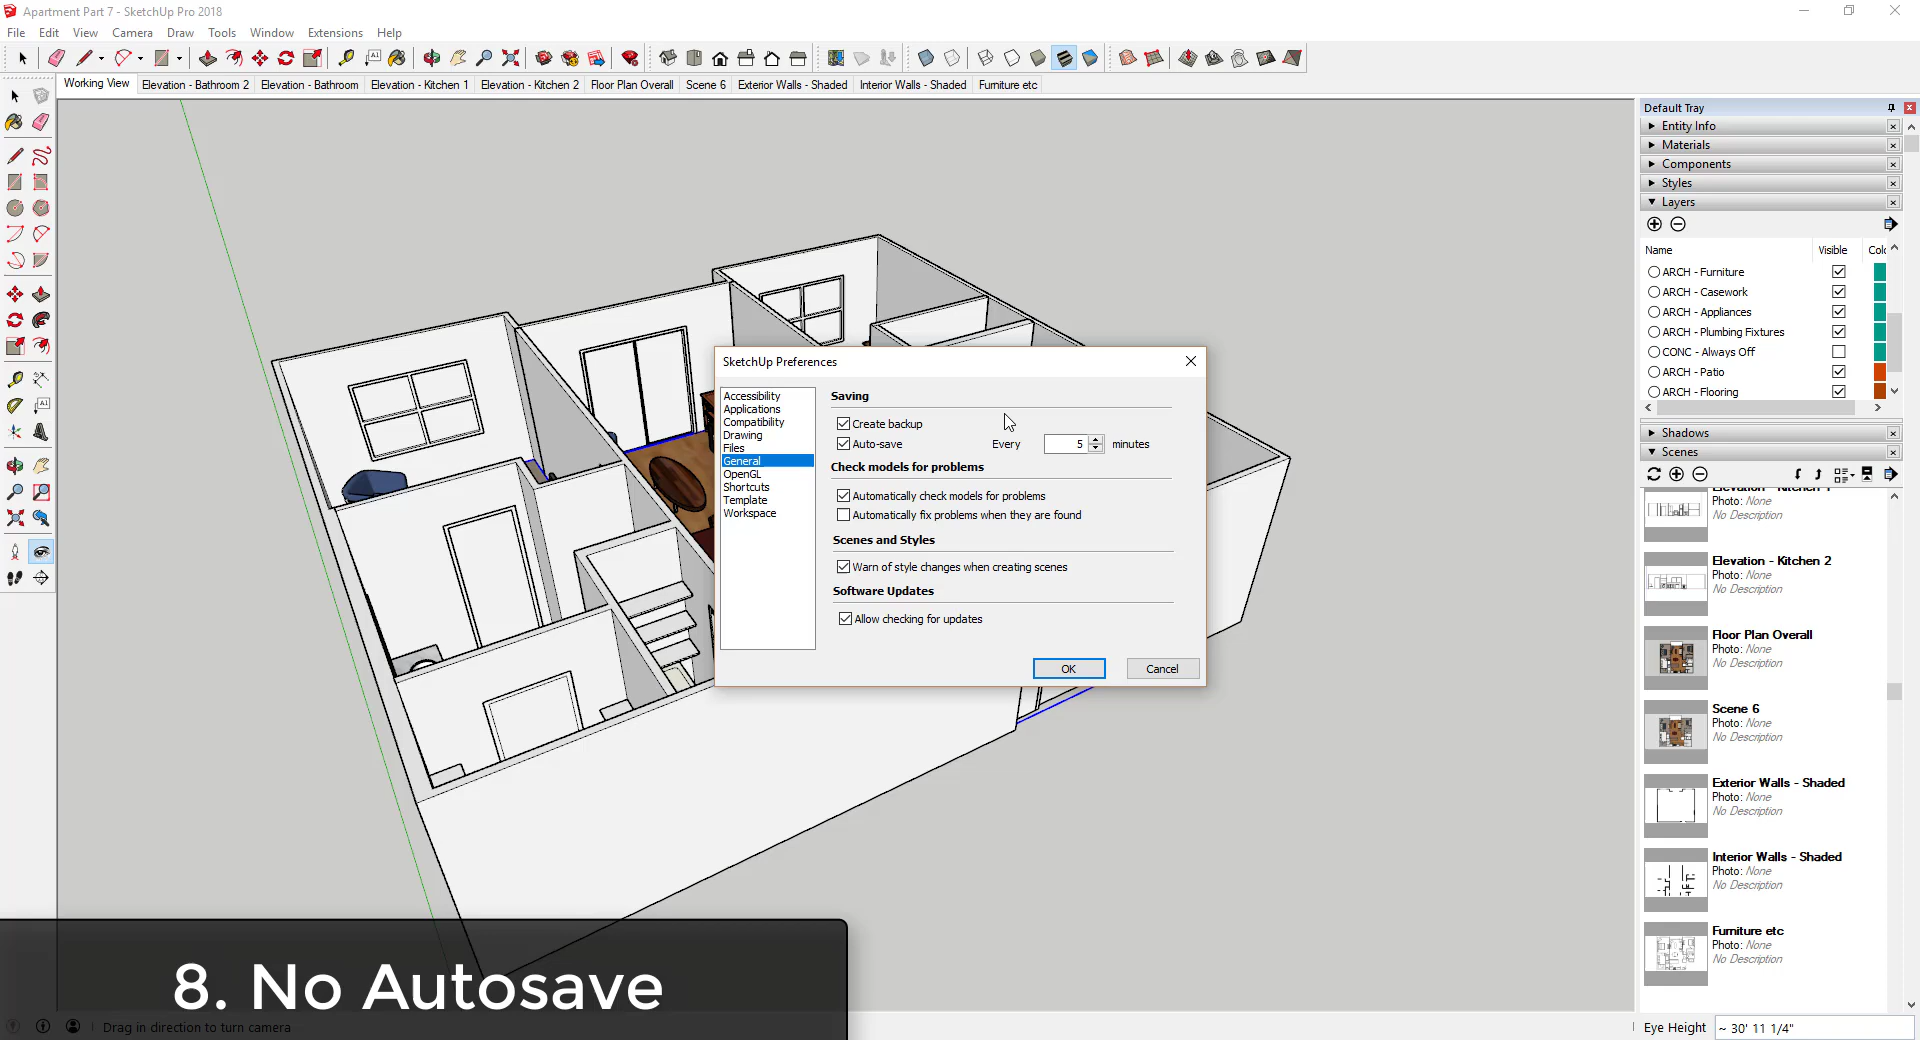 Apartment Part 7 - SketchUp Pro 2018
File Edit View Camera Draw Tools Window Extensions Help
Working View Elevation - Bathroom 2 Elevation - Bathroom Elevation - Kitchen 1 Elevation - Kitchen 2 Floor Plan Overall Scene 6 Exterior Walls - Shaded Interior Walls - Shaded Furniture etc
Default Tray
Entity Info
Materials
Components
Styles
Layers
Name Visible Colo
ARCH - Furniture
ARCH - Casework
ARCH - Appliances
ARCH - Plumbing Fixtures
CONC - Always Off
ARCH - Patio
ARCH - Flooring
Shadows
Scenes
Elevation - Kitchen 1
Photo: None
No Description
Elevation - Kitchen 2
Photo: None
No Description
Floor Plan Overall
Photo: None
No Description
Scene 6
Photo: None
No Description
Exterior Walls - Shaded
Photo: None
No Description
Interior Walls - Shaded
Photo: None
No Description
Furniture etc
Photo: None
No Description
SketchUp Preferences
Accessibility
Applications
Compatibility
Drawing
Files
General
OpenGL
Shortcuts
Template
Workspace
Saving
Create backup
Auto-save Every 5 minutes
Check models for problems
Automatically check models for problems
Automatically fix problems when they are found
Scenes and Styles
Warn of style changes when creating scenes
Software Updates
Allow checking for updates
OK Cancel
8. No Autosave
Drag in direction to turn camera
Eye Height ~ 30' 11 1/4"